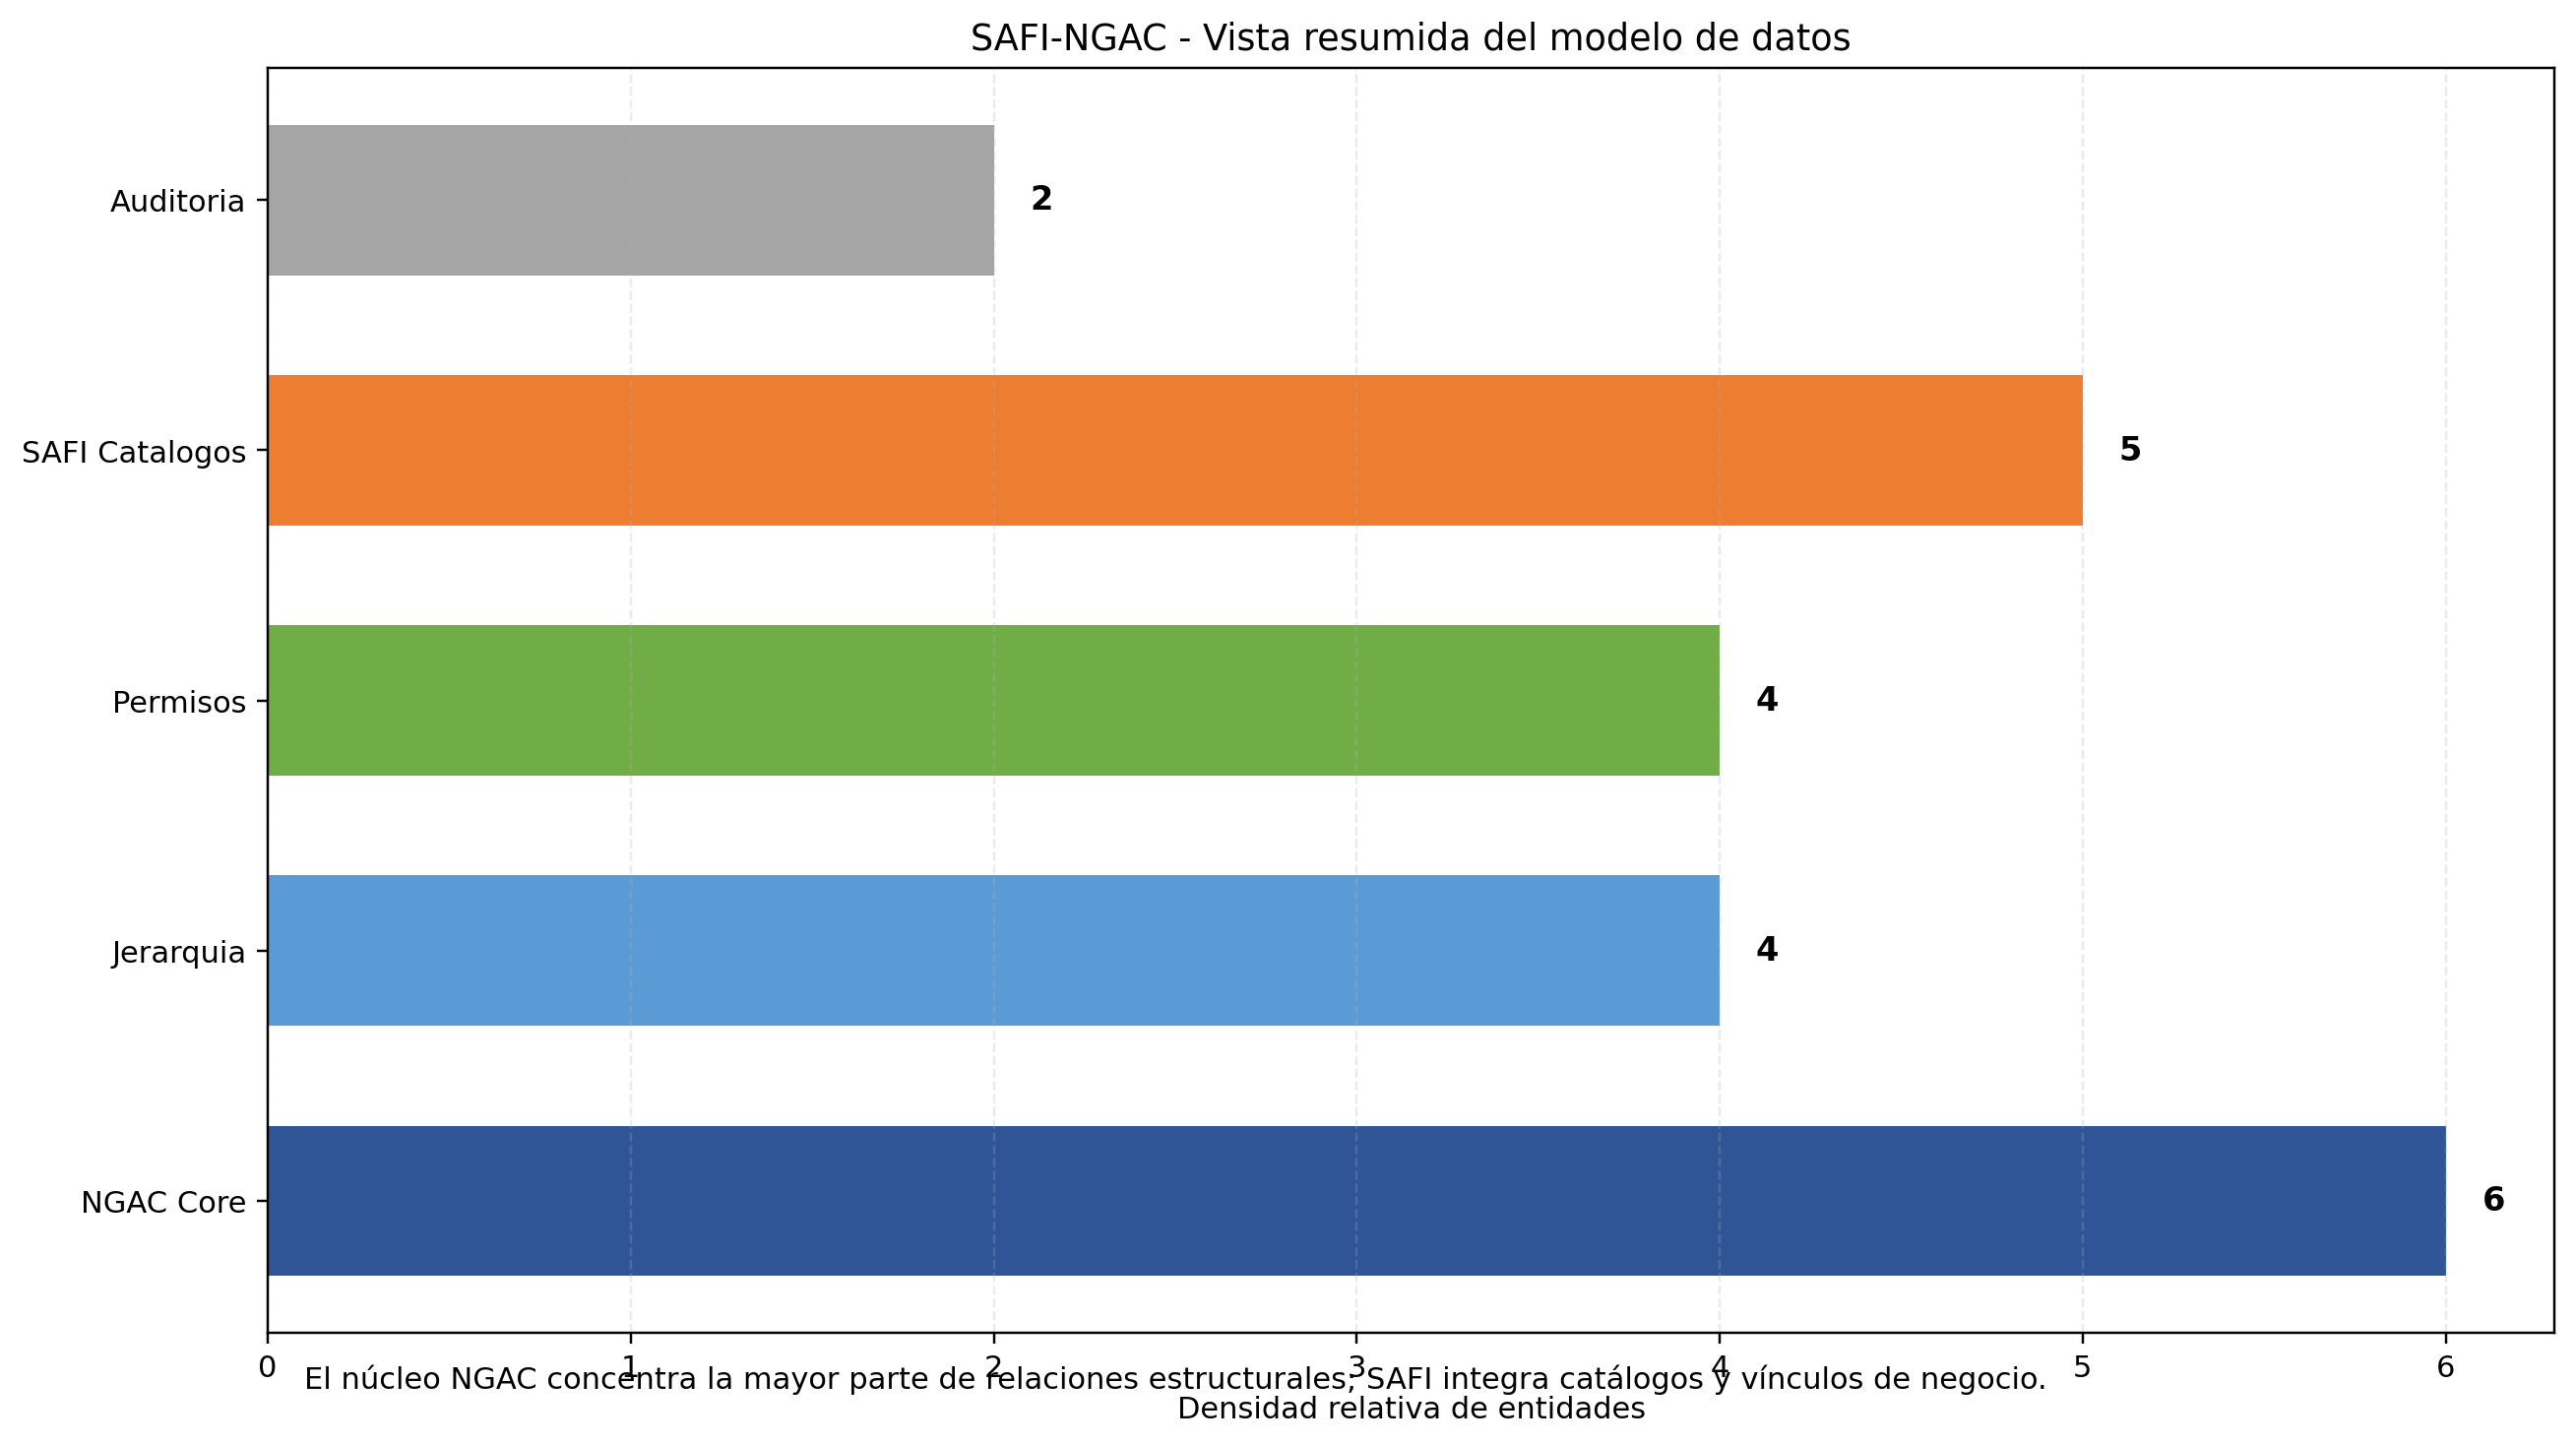 SAFI-NGAC - Vista resumida del modelo de datos
Auditoria
2
SAFI Catalogos
5
Permisos
4
Jerarquia
4
NGAC Core
6
0 1 2 3 4 5 6
El núcleo NGAC concentra la mayor parte de relaciones estructurales; SAFI integra catálogos y vínculos de negocio.
Densidad relativa de entidades